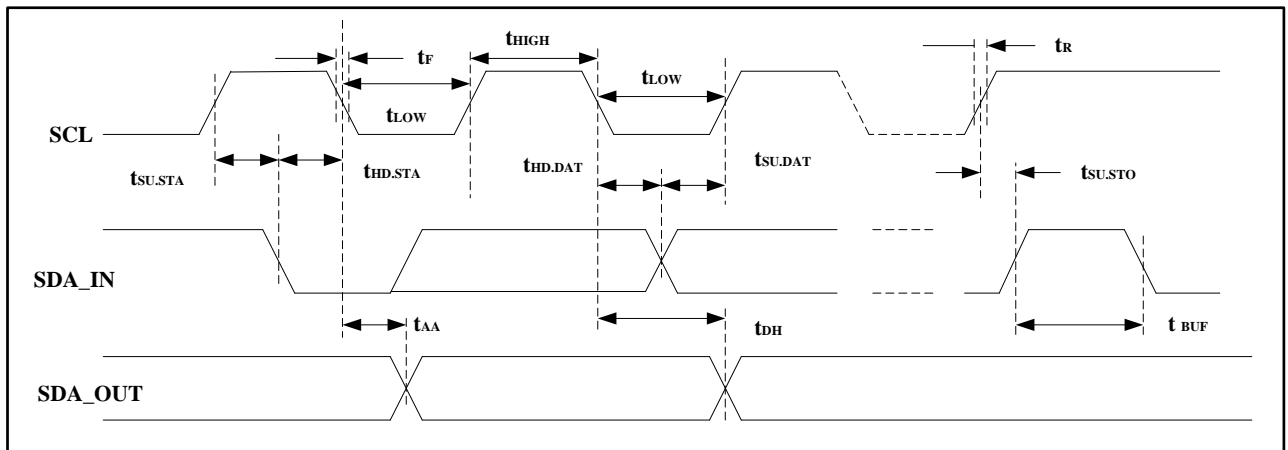 tHIGH
tF
tR
tLOW
tLOW
SCL
tSU.STA
tHD.STA
tHD.DAT
tSU.DAT
tSU.STO
SDA_IN
tAA
tDH
t BUF
SDA_OUT